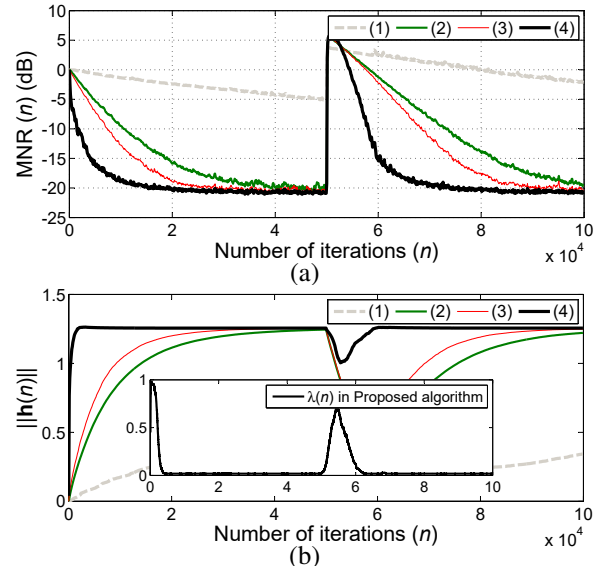 10
5
0
-5
-10
-15
-20
-25
MNR (n) (dB)
(1) (2) (3) (4)
0 2 4 6 8 10
Number of iterations (n)
x 10^4
(a)
1.5
1
0.5
0
||h(n)||
(1) (2) (3) (4)
1
0.5
0
λ(n) in Proposed algorithm
0 2 4 6 8 10
0 2 4 6 8 10
Number of iterations (n)
x 10^4
(b)